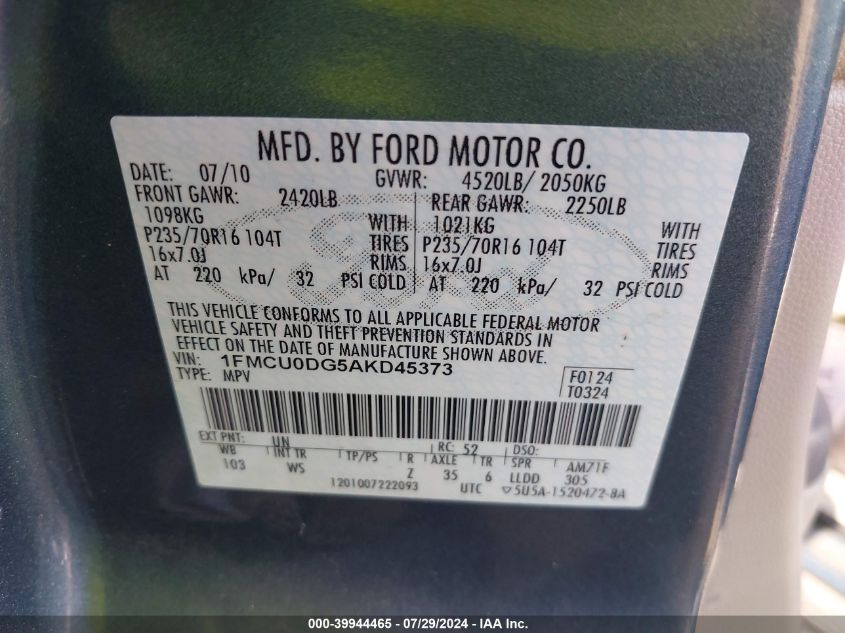 MFD. BY FORD MOTOR CO.
DATE: 07/10 GVWR: 4520LB/ 2050KG
FRONT GAWR: 2420LB REAR GAWR: 2250LB
1098KG WITH 1021KG WITH
P235/70R16 104T TIRES P235/70R16 104T TIRES
16x7.0J RIMS 16x7.0J RIMS
AT 220 kPa/ 32 PSI COLD AT 220 kPa/ 32 PSI COLD
THIS VEHICLE CONFORMS TO ALL APPLICABLE FEDERAL MOTOR
VEHICLE SAFETY AND THEFT PREVENTION STANDARDS IN
EFFECT ON THE DATE OF MANUFACTURE SHOWN ABOVE.
VIN: 1FMCU0DG5AKD45373 F0124
TYPE: MPV T0324
EXT PNT: UN RC: 52 DSO:
WB INT TR TP/PS R AXLE TR SPR AM71F
103 WS Z 35 6 LLDD 305
1201007222093 UTC ▽5U5A-1520472-BA
Ford
000-39944465 / 07/29/2024 - IAA Inc.